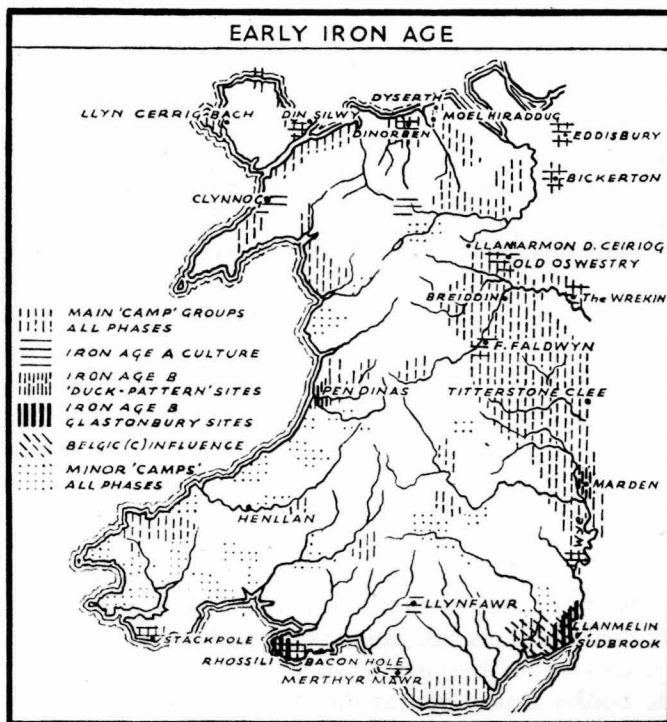 EARLY IRON AGE
DYSERTH
LLYN CERRIG-BACH
DIN SILWY
MOEL HIRADDUG
DINORBEN
EDDISBURY
BICKERTON
CLYNNOG
LLANARMON D. CEIRIOG
OLD OSWESTRY
BREIDDIN
The WREKIN
MAIN 'CAMP' GROUPS
ALL PHASES
IRON AGE A CULTURE
F. FALDWYN
IRON AGE B
'DUCK-PATTERN' SITES
PEN DINAS
TITTERSTONE CLEE
IRON AGE B
GLASTONBURY SITES
BELGIC (C) INFLUENCE
MINOR 'CAMPS'
ALL PHASES
MARDEN
HENLLAN
WYE
LLYNFAWR
LLANMELIN
STACKPOLE
SUDBROOK
RHOSSILI
BACON HOLE
MERTHYR MAWR